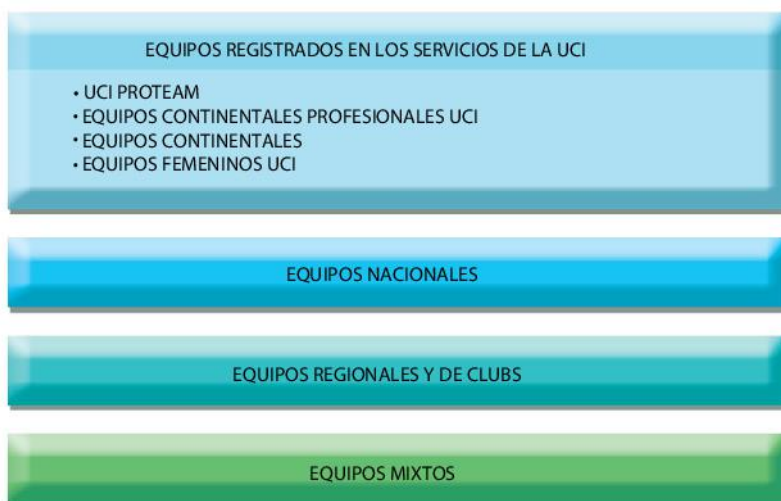 EQUIPOS REGISTRADOS EN LOS SERVICIOS DE LA UCI
• UCI PROTEAM
• EQUIPOS CONTINENTALES PROFESIONALES UCI
• EQUIPOS CONTINENTALES
• EQUIPOS FEMENINOS UCI
EQUIPOS NACIONALES
EQUIPOS REGIONALES Y DE CLUBS
EQUIPOS MIXTOS